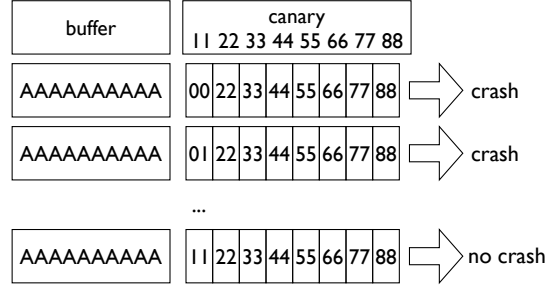 buffer canary
11 22 33 44 55 66 77 88
AAAAAAAAAA 00 22 33 44 55 66 77 88 crash
AAAAAAAAAA 01 22 33 44 55 66 77 88 crash
...
AAAAAAAAAA 11 22 33 44 55 66 77 88 no crash